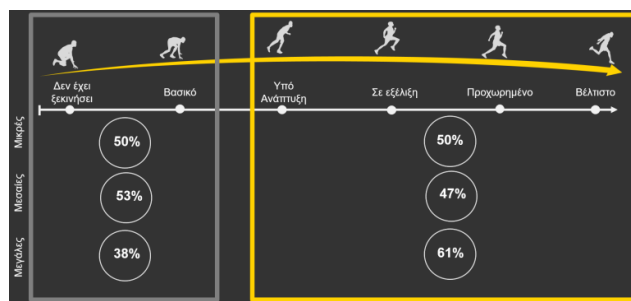 Δεν έχει
ξεκινήσει
Βασικό
Υπό
Ανάπτυξη
Σε εξέλιξη
Προχωρημένο
Βέλτιστο
Μικρές
50%
50%
Μεσαίες
53%
47%
Μεγάλες
38%
61%